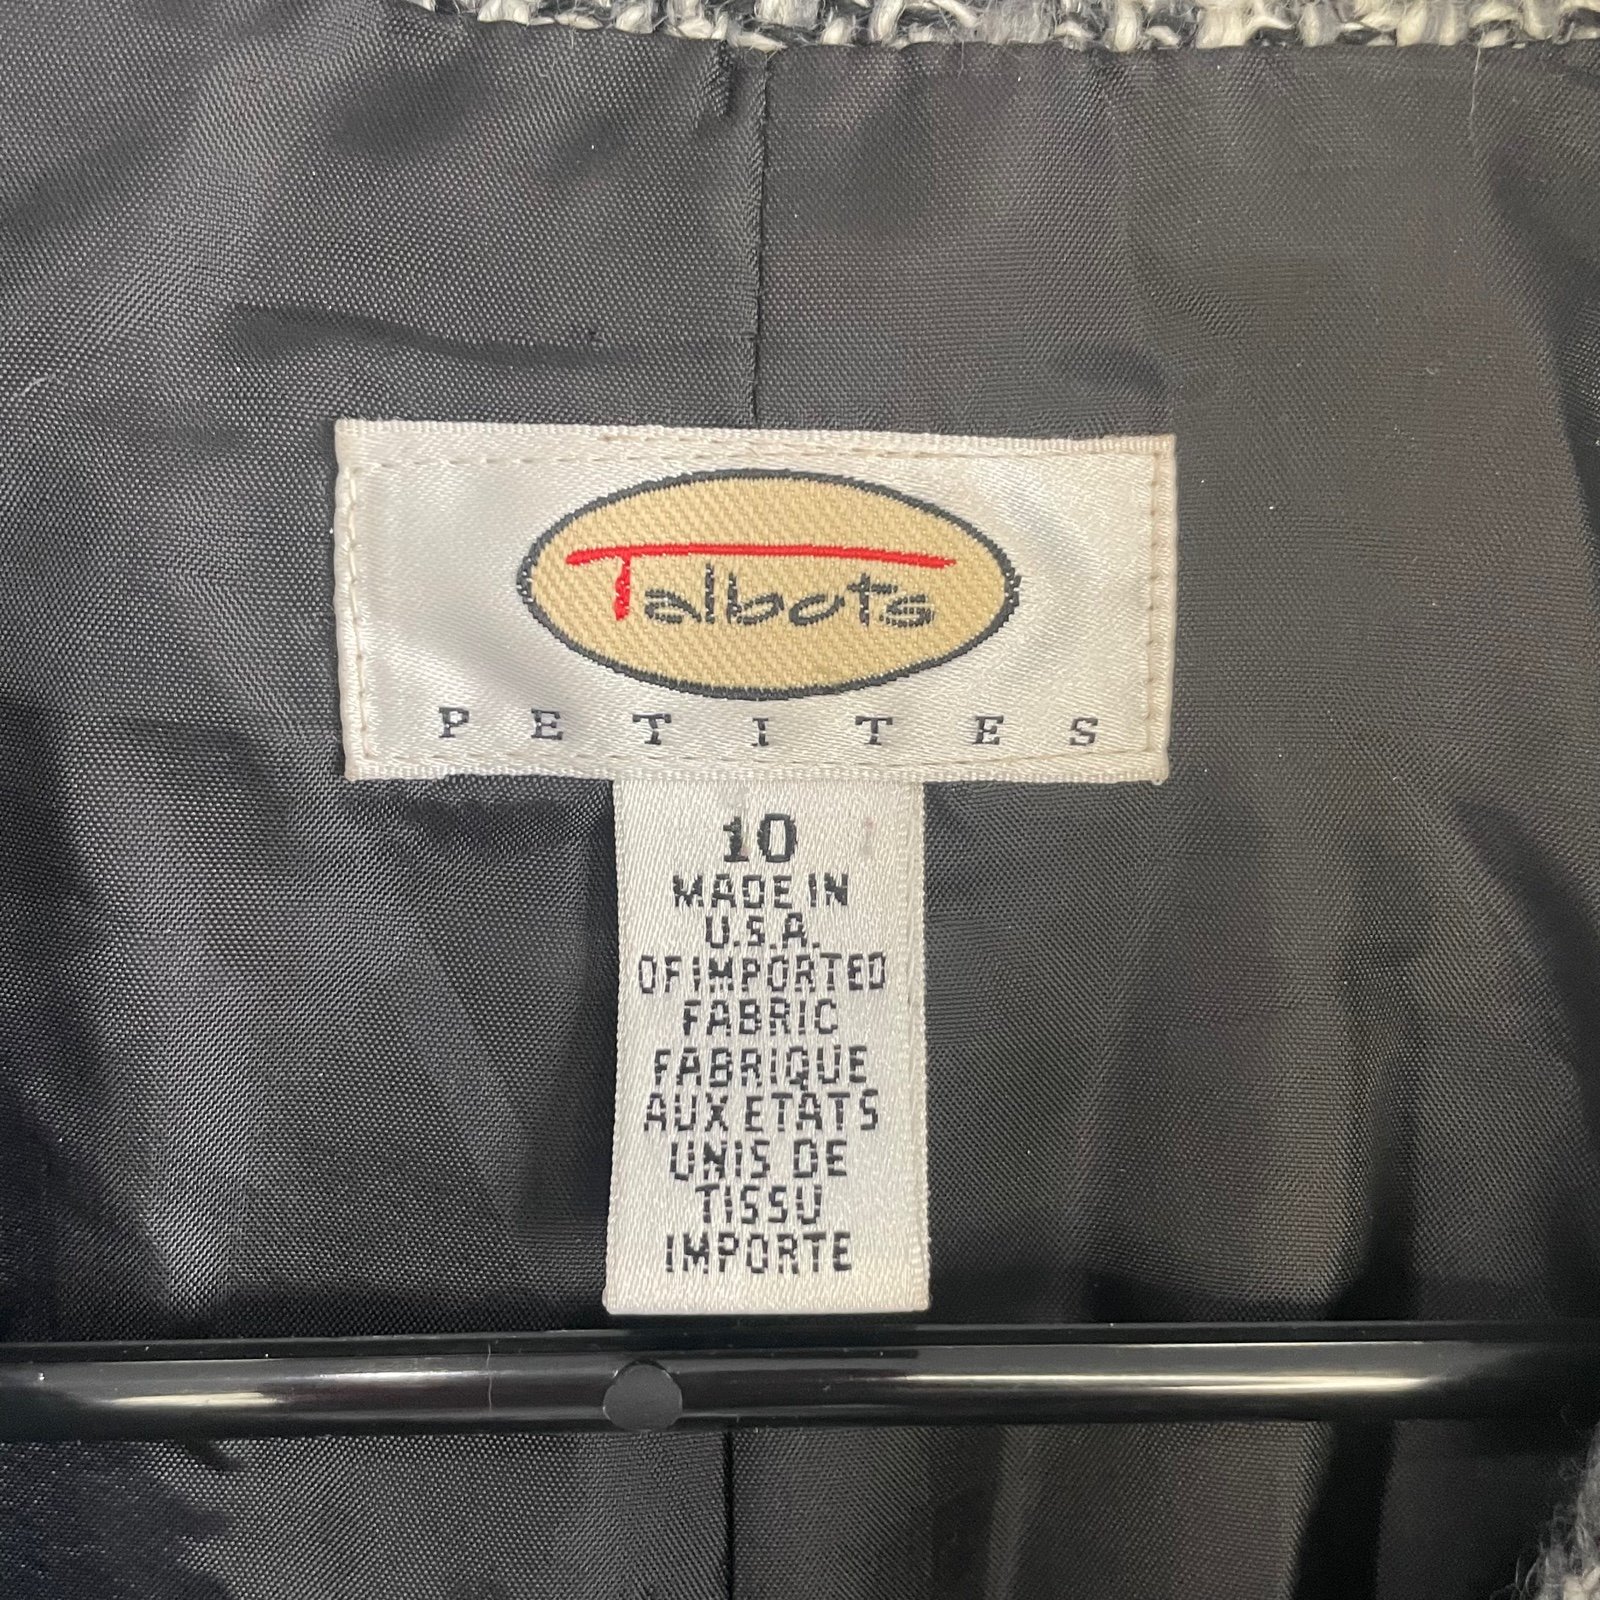 Talbots
PETITES
10
MADE IN
U.S.A.
OF IMPORTED
FABRIC
FABRIQUE
AUX ETATS
UNIS DE
TISSU
IMPORTE